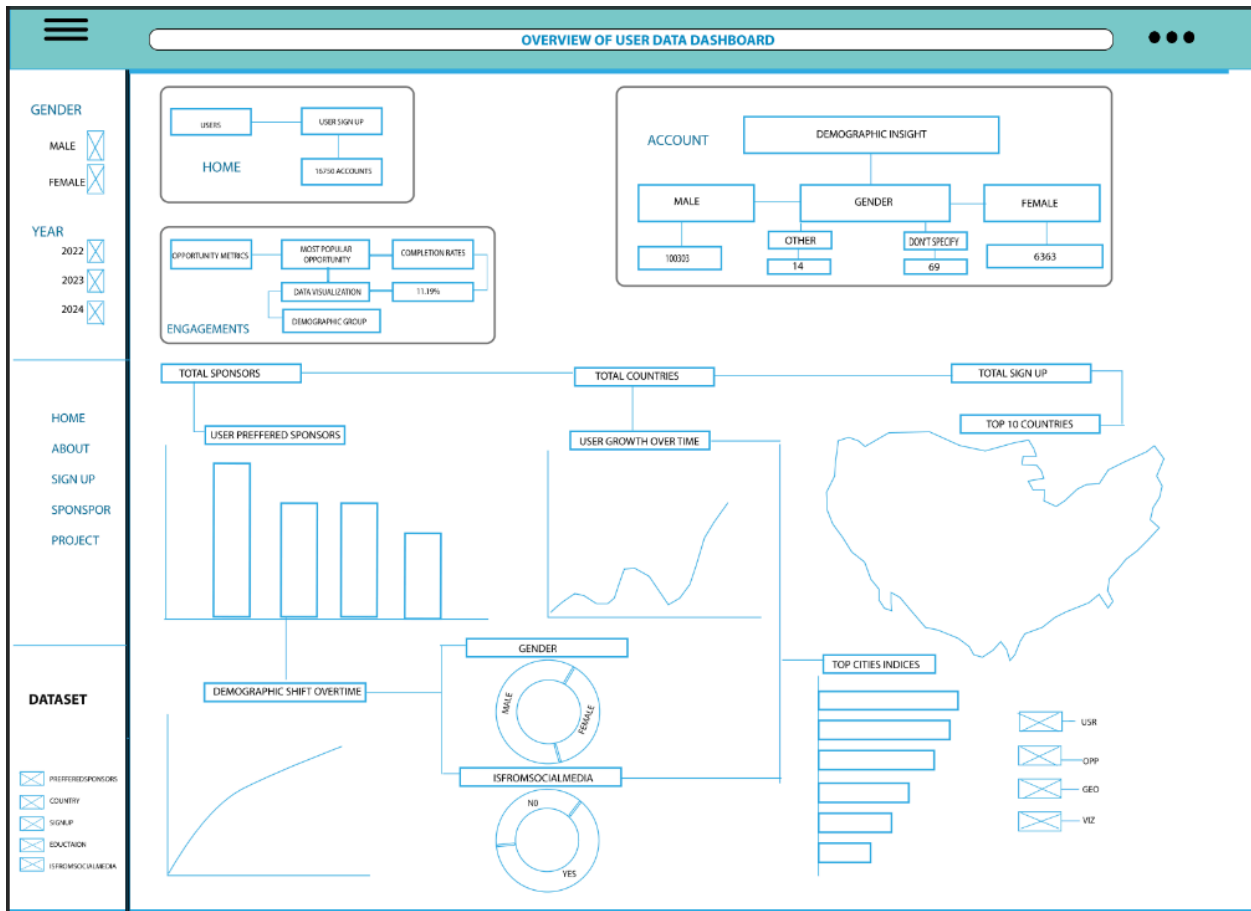 OVERVIEW OF USER DATA DASHBOARD
GENDER
MALE
FEMALE
YEAR
2022
2023
2024
HOME
ABOUT
SIGN UP
SPONSPOR
PROJECT
DATASET
PREFFEREDSPONSORS
COUNTRY
SIGNUP
EDUCTAION
ISFROMSOCIALMEDIA
USERS
USER SIGN UP
HOME
16750 ACCOUNTS
ACCOUNT
DEMOGRAPHIC INSIGHT
MALE
GENDER
FEMALE
OTHER
DON'T SPECIFY
100303
14
69
6363
OPPORTUNITY METRICS
MOST POPULAR
OPPORTUNITY
COMPLETION RATES
DATA VISUALIZATION
11.19%
DEMOGRAPHIC GROUP
ENGAGEMENTS
TOTAL SPONSORS
TOTAL COUNTRIES
TOTAL SIGN UP
USER PREFFERED SPONSORS
USER GROWTH OVER TIME
TOP 10 COUNTRIES
DEMOGRAPHIC SHIFT OVERTIME
GENDER
MALE
FEMALE
ISFROMSOCIALMEDIA
NO
YES
TOP CITIES INDICES
USR
OPP
GEO
VIZ